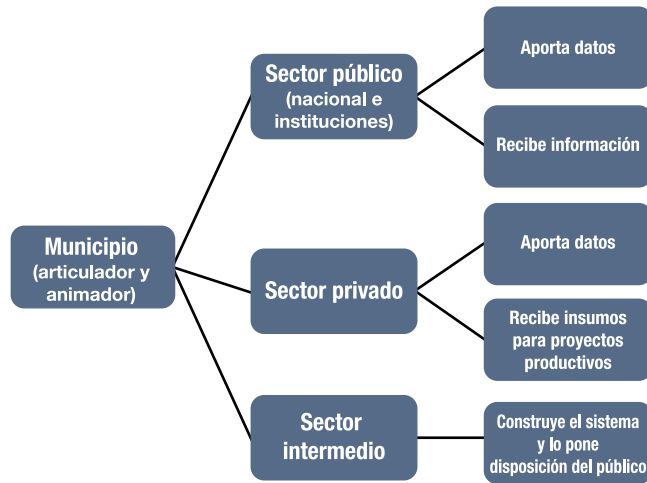 Municipio
(articulador y
animador)
Sector público
(nacional e
instituciones)
Aporta datos
Recibe información
Sector privado
Aporta datos
Recibe insumos
para proyectos
productivos
Sector
intermedio
Construye el sistema
y lo pone
disposición del público